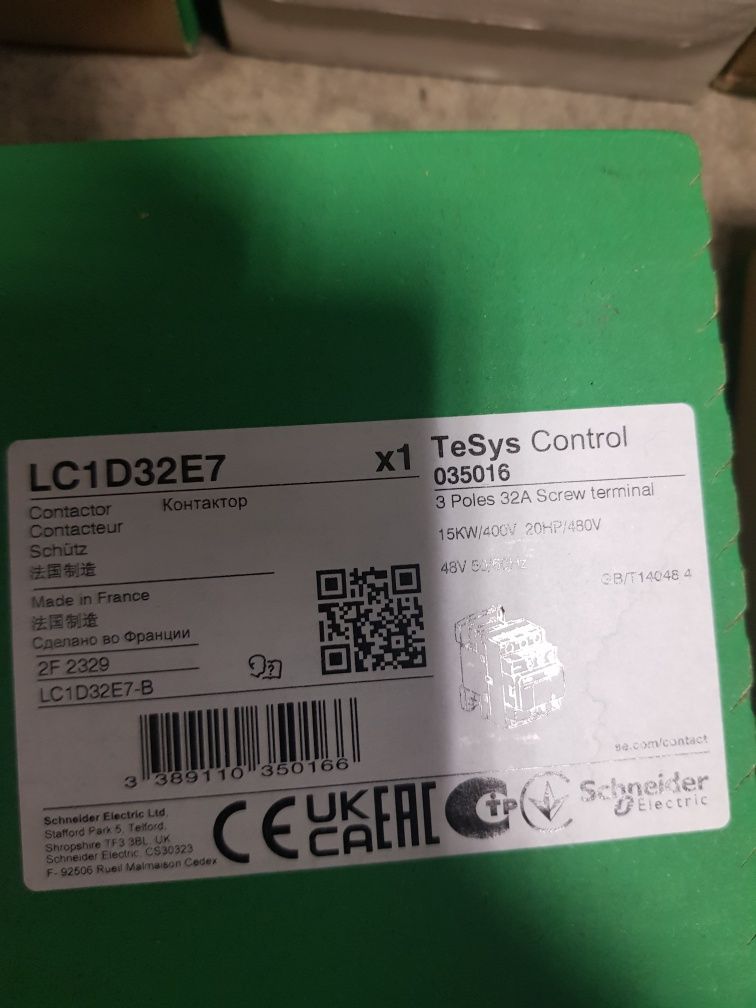 LC1D32E7
x1
Contactor Контактор
Contacteur
Schütz
法国制造
Made in France
法国制造
Сделано во Франции
2F 2329
LC1D32E7-B
3 389110 350166
TeSys Control
035016
3 Poles 32A Screw terminal
15KW/400V 20HP/480V
48V 50/60Hz
GB/T14048 4
se.com/contact
Schneider Electric Ltd.
Stafford Park 5, Telford,
Shropshire TF3 3BL, UK
Schneider Electric, CS30323
F- 92506 Rueil Malmaison Cedex
CE UK CA EAC
Schneider
Electric